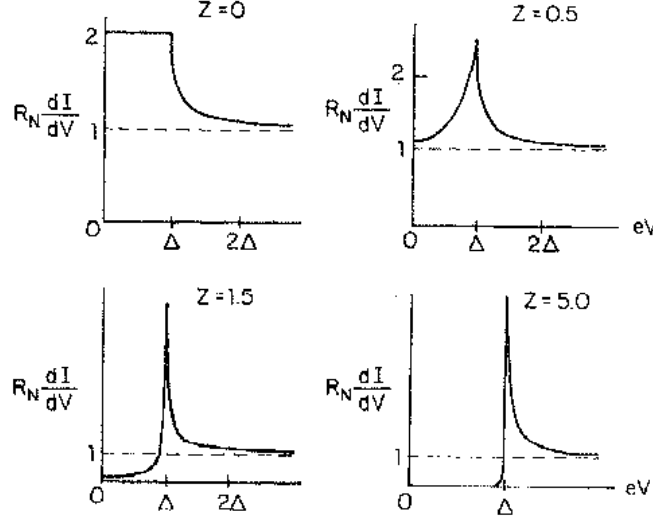 Z=0
2
R_N dI/dV
1
0
Δ
2Δ
Z=0.5
2
R_N dI/dV
1
0
Δ
2Δ
eV
Z=1.5
R_N dI/dV
1
0
Δ
2Δ
Z=5.0
R_N dI/dV
1
0
Δ
eV